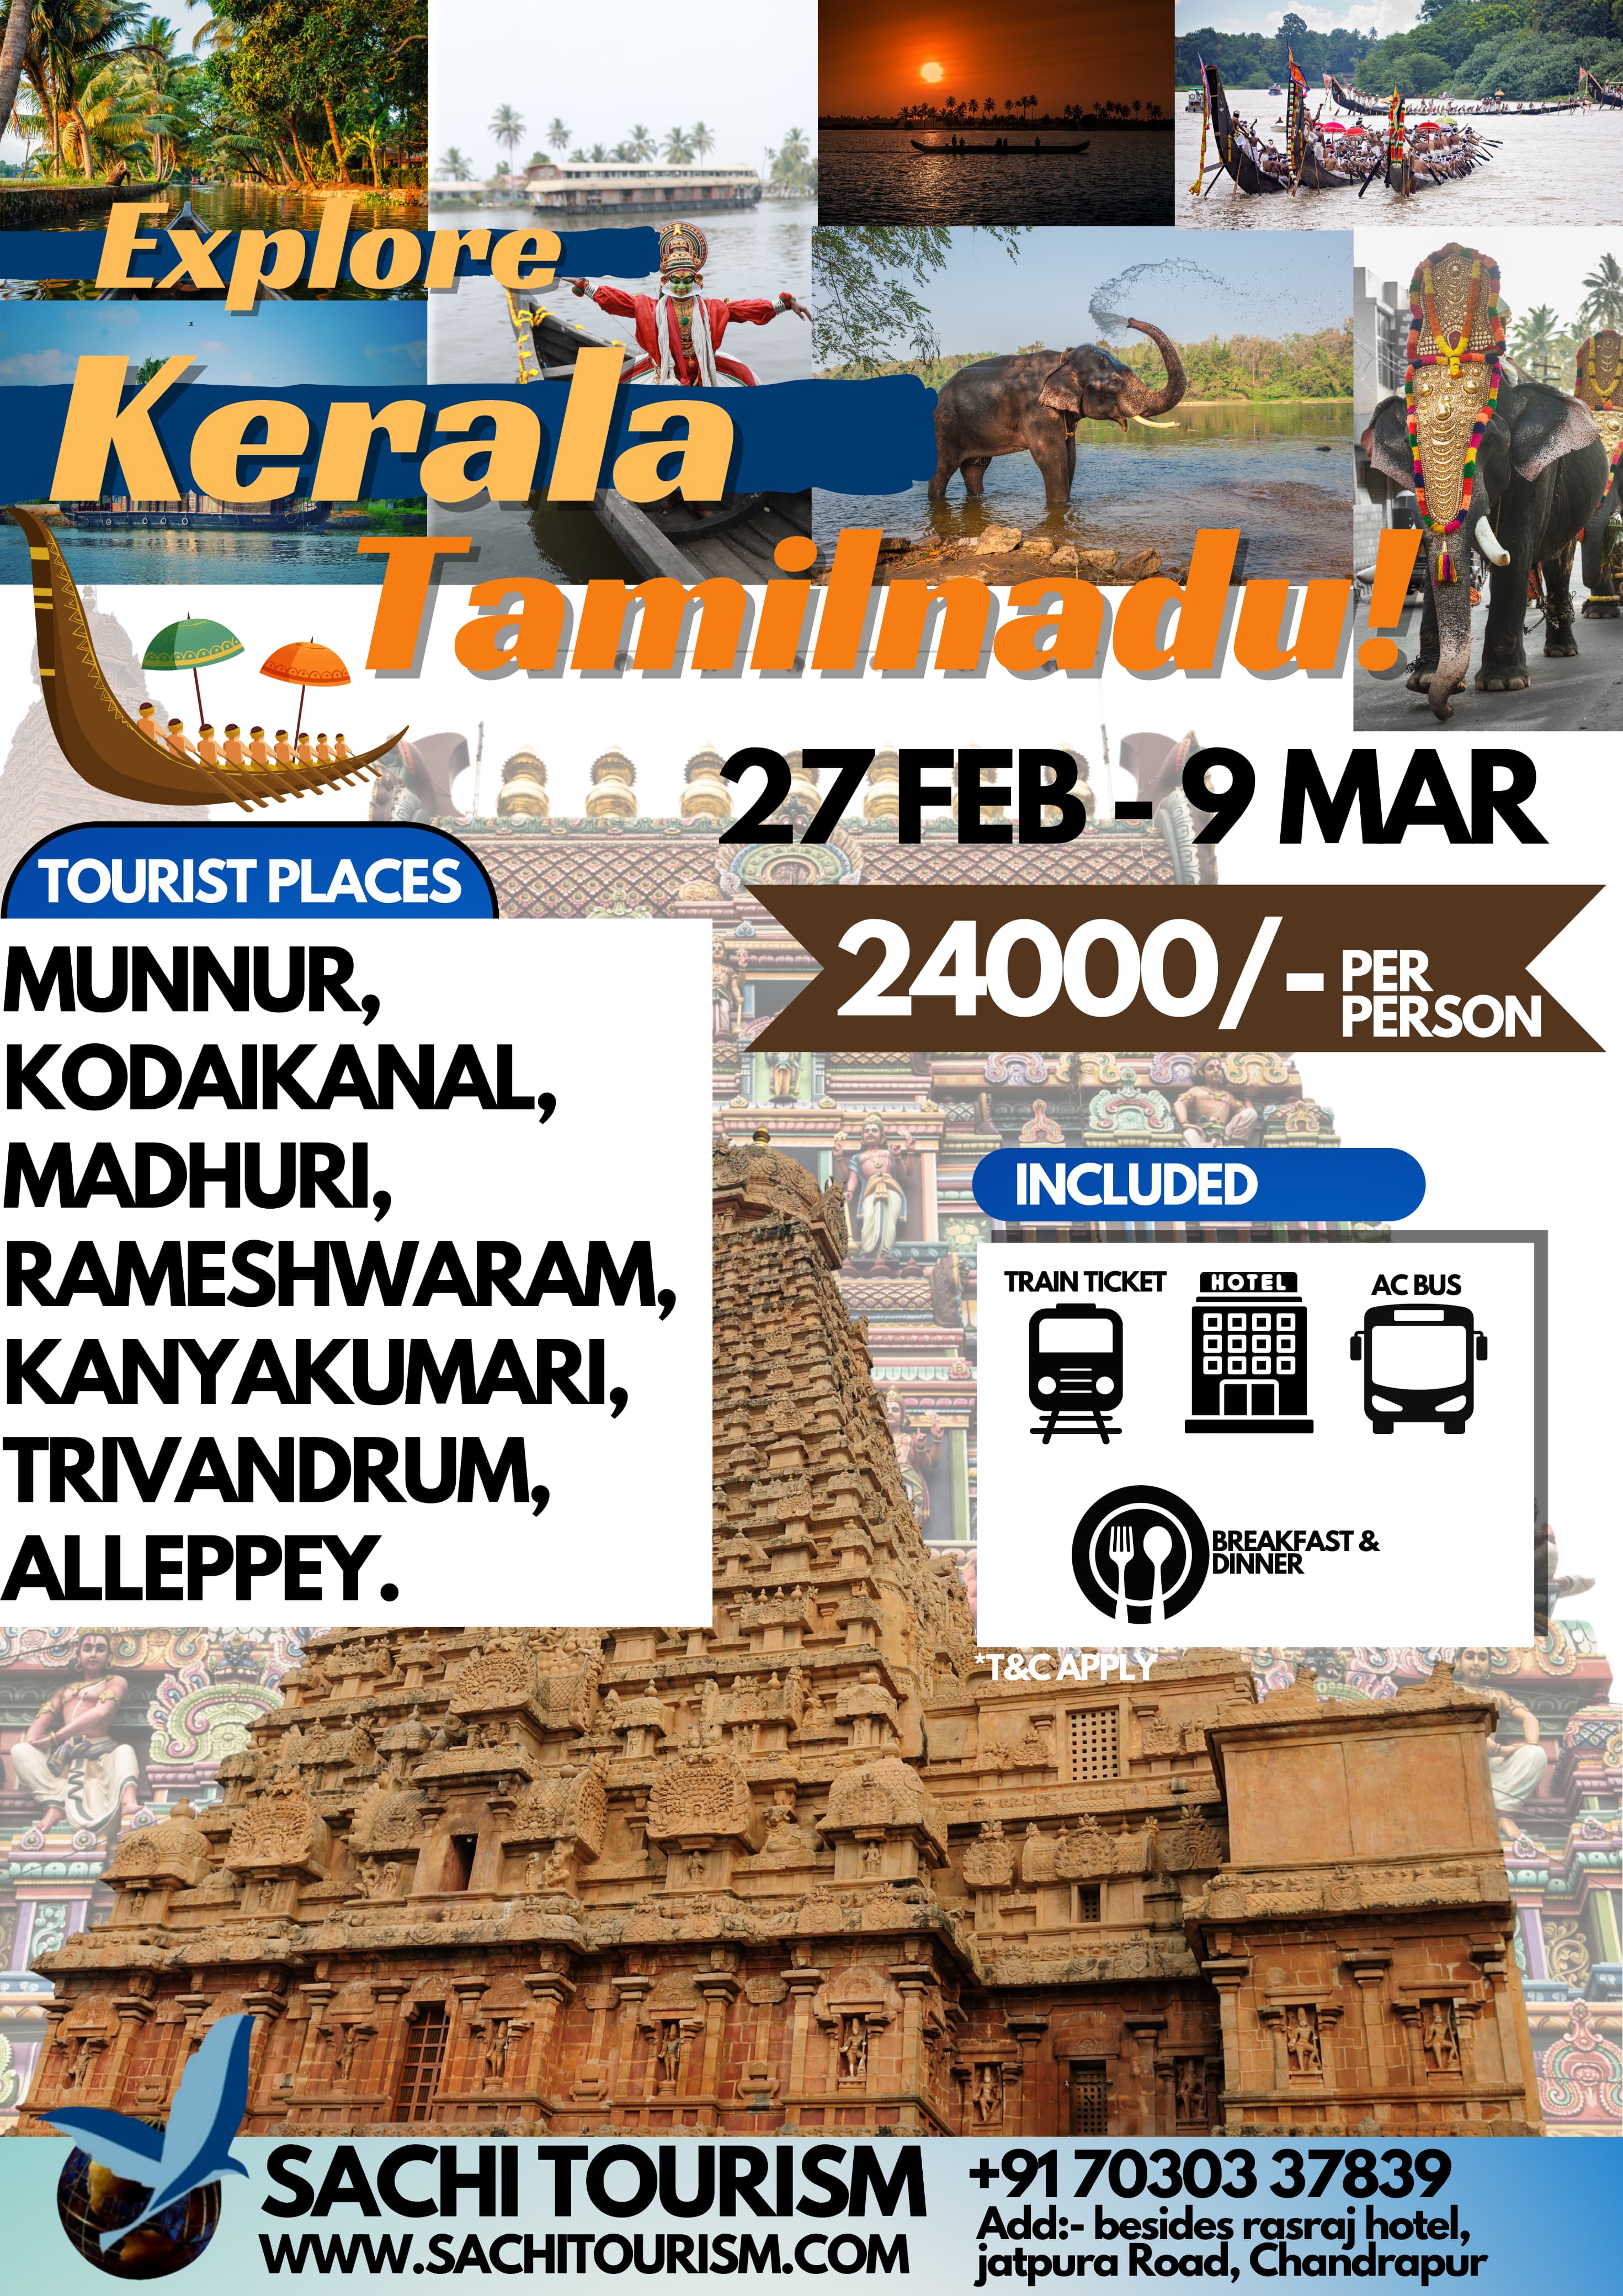 Explore
Kerala
Tamilnadu!
27 FEB - 9 MAR
TOURIST PLACES
24000/- PER
PERSON
MUNNUR,
KODAIKANAL,
MADHURI,
RAMESHWARAM,
KANYAKUMARI,
TRIVANDRUM,
ALLEPPEY.
INCLUDED
TRAIN TICKET
HOTEL
AC BUS
BREAKFAST &
DINNER
*T&C APPLY
SACHI TOURISM
WWW.SACHITOURISM.COM
+91 70303 37839
Add:- besides rasraj hotel,
jatpura Road, Chandrapur